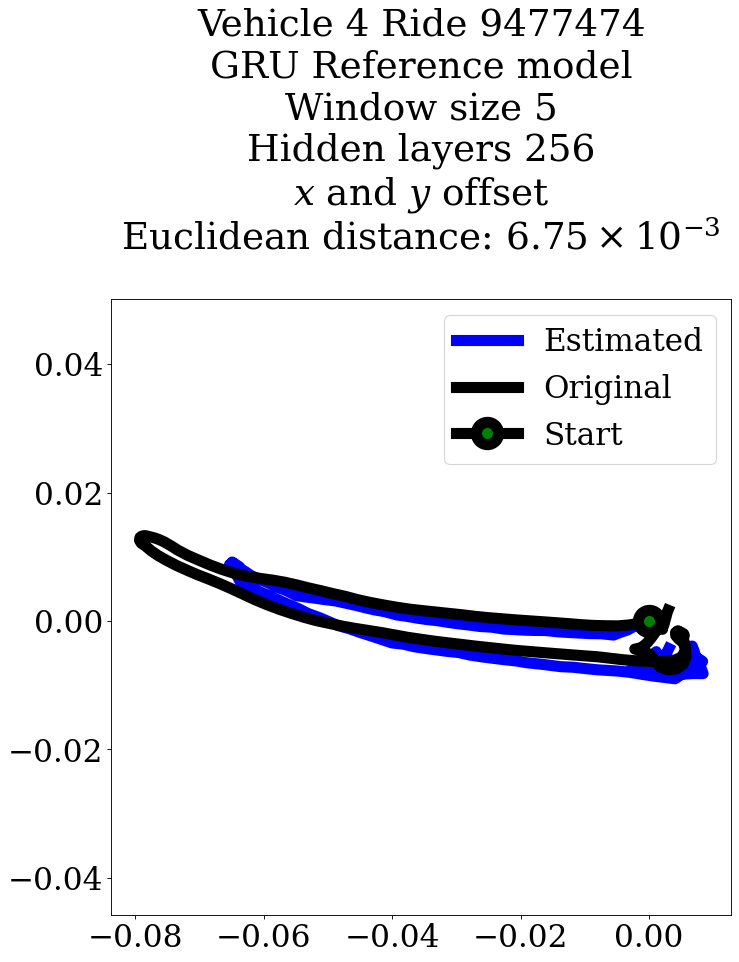 Vehicle 4 Ride 9477474
GRU Reference model
Window size 5
Hidden layers 256
x and y offset
Euclidean distance: 6.75 × 10⁻³
Estimated
Original
Start
0.04
0.02
0.00
−0.02
−0.04
−0.08 −0.06 −0.04 −0.02 0.00